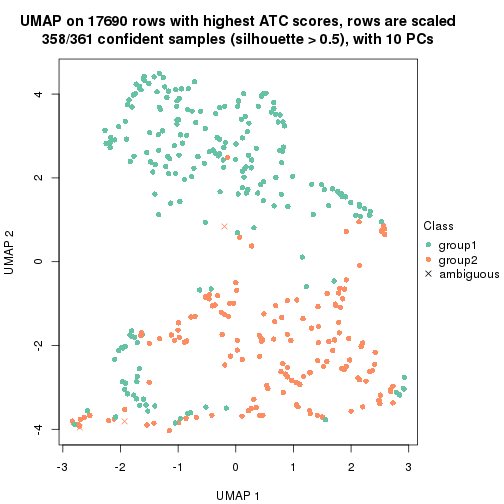 UMAP on 17690 rows with highest ATC scores, rows are scaled
358/361 confident samples (silhouette > 0.5), with 10 PCs
4
2
0
-2
-4
UMAP 2
-3 -2 -1 0 1 2 3
UMAP 1
Class
group1
group2
ambiguous